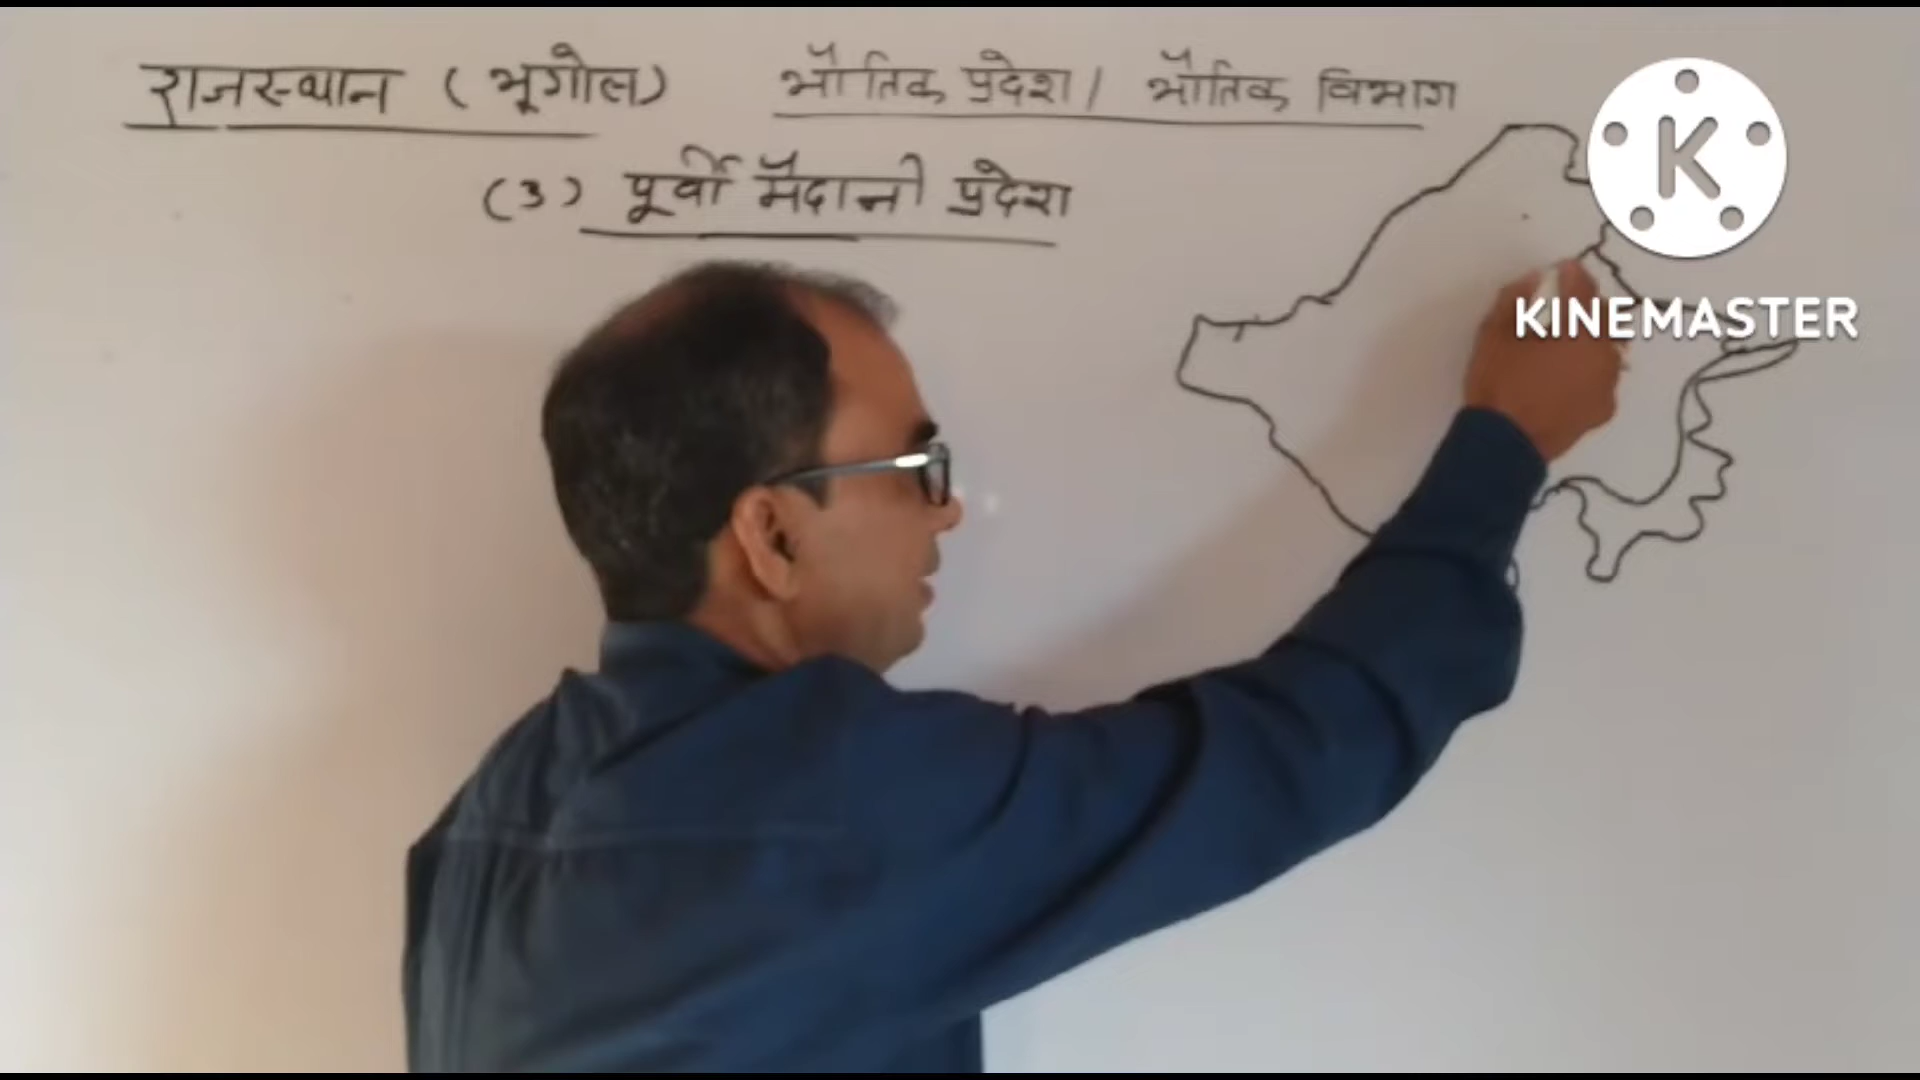 राजस्थान (भूगोल) भौतिक प्रदेश / भौतिक विभाग
(3) पूर्वी मैदानी प्रदेश
K
KINEMASTER